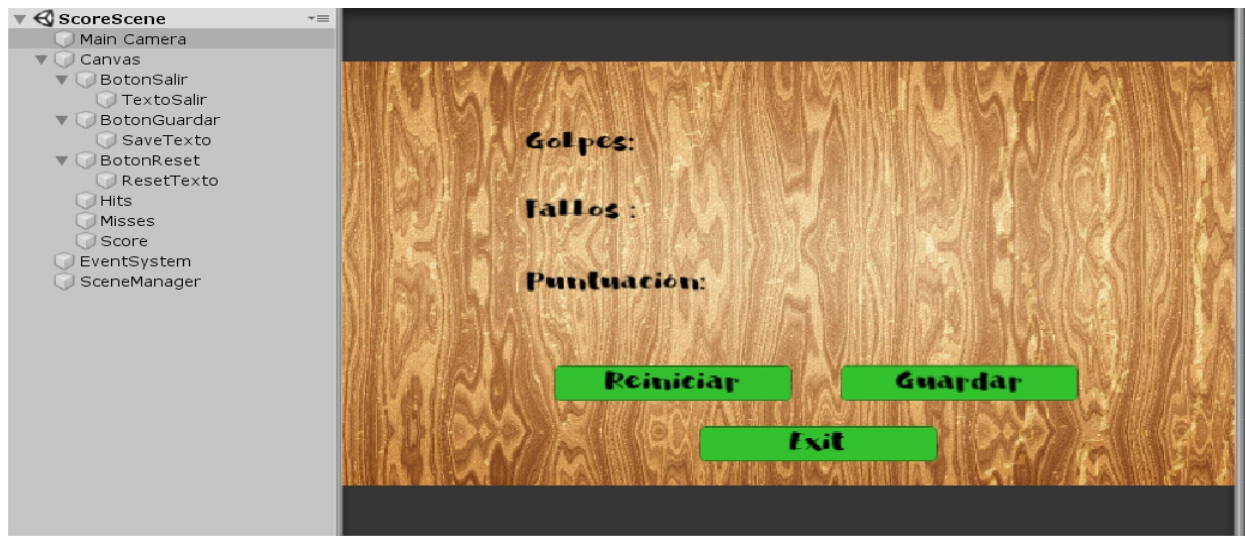 ScoreScene
Main Camera
Canvas
BotonSalir
TextoSalir
BotonGuardar
SaveTexto
BotonReset
ResetTexto
Hits
Misses
Score
EventSystem
SceneManager
Golpes:
Fallos :
Puntuación:
Reiniciar
Guardar
Exit